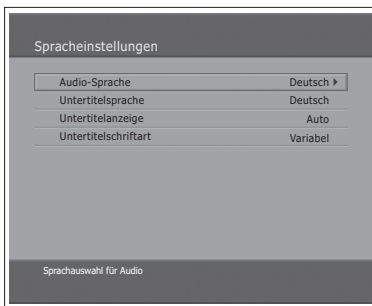 Spracheinstellungen
Audio-Sprache Deutsch
Untertitelsprache Deutsch
Untertitelanzeige Auto
Untertitelschriftart Variabel
Sprachauswahl für Audio